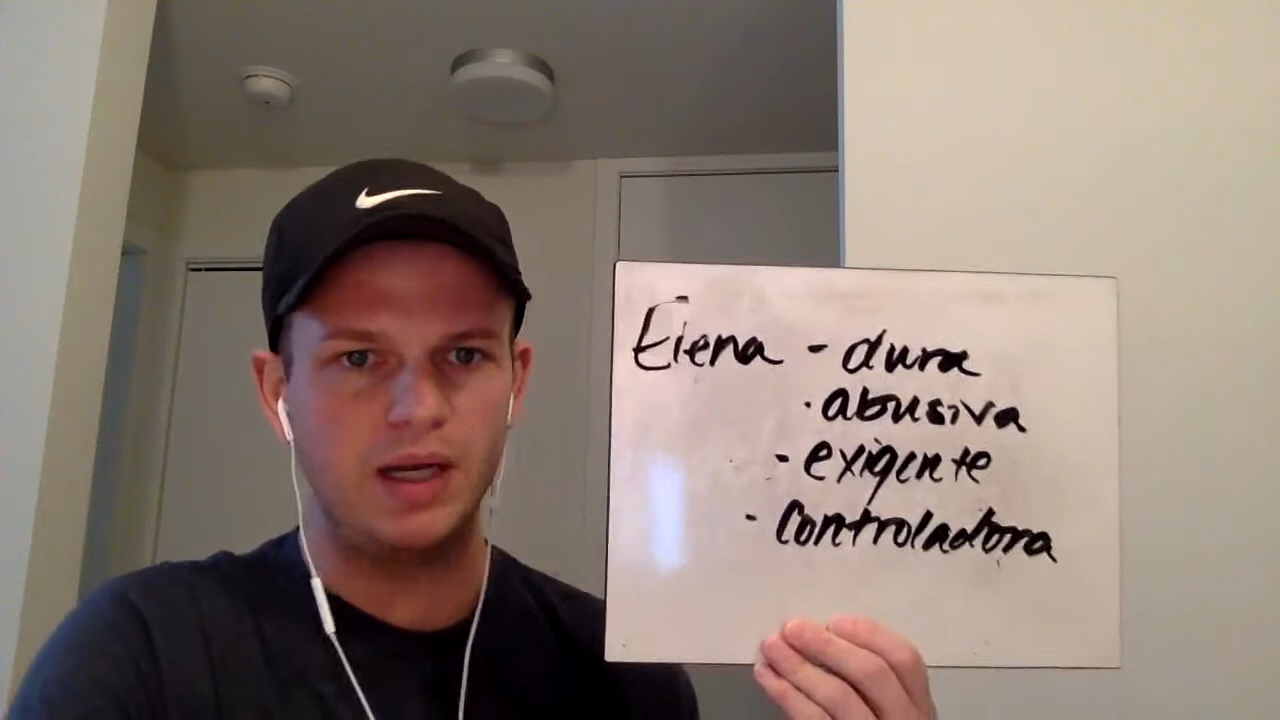 Elena - dura
· abusiva
- exigente
- controladora